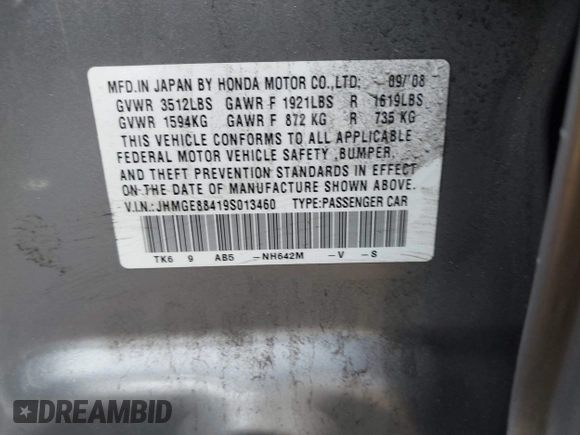 MFD.IN JAPAN BY HONDA MOTOR CO.,LTD: 09/'08
GVWR 3512LBS GAWR F 1921LBS R 1619LBS
GVWR 1594KG GAWR F 872 KG R 735 KG
THIS VEHICLE CONFORMS TO ALL APPLICABLE
FEDERAL MOTOR VEHICLE SAFETY ,BUMPER,
AND THEFT PREVENTION STANDARDS IN EFFECT
ON THE DATE OF MANUFACTURE SHOWN ABOVE.
V.I.N.: JHMGE88419S013460 TYPE:PASSENGER CAR
TK6 9 AB5 -NH642M -V -S
DREAMBID